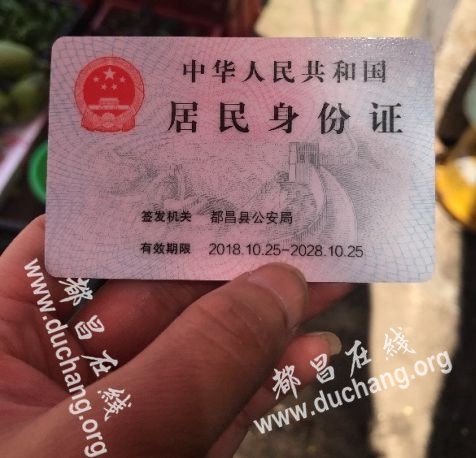 中华人民共和国
居民身份证
签发机关 都昌县公安局
有效期限 2018.10.25-2028.10.25
都昌在线
www.duchang.org
都昌在线
www.duchang.org